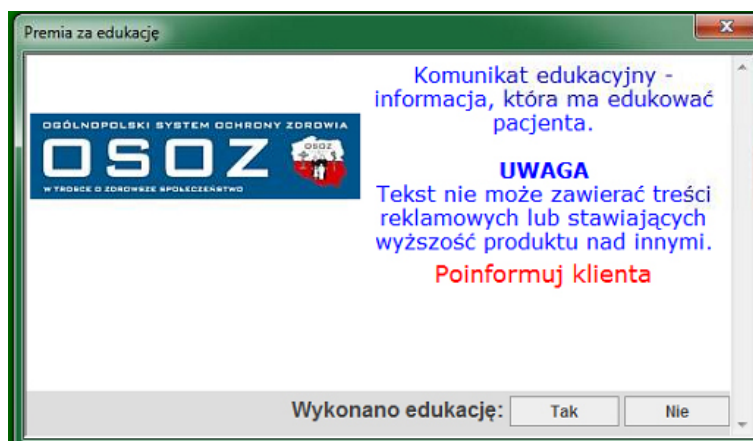 Premia za edukację
Komunikat edukacyjny -
informacja, która ma edukować
pacjenta.
OGÓLNOPOLSKI SYSTEM OCHRONY ZDROWIA
OSOZ
OSOZ
W TROSCE O ZDROWSZE SPOŁECZEŃSTWO
UWAGA
Tekst nie może zawierać treści
reklamowych lub stawiających
wyższość produktu nad innymi.
Poinformuj klienta
Wykonano edukację: Tak Nie